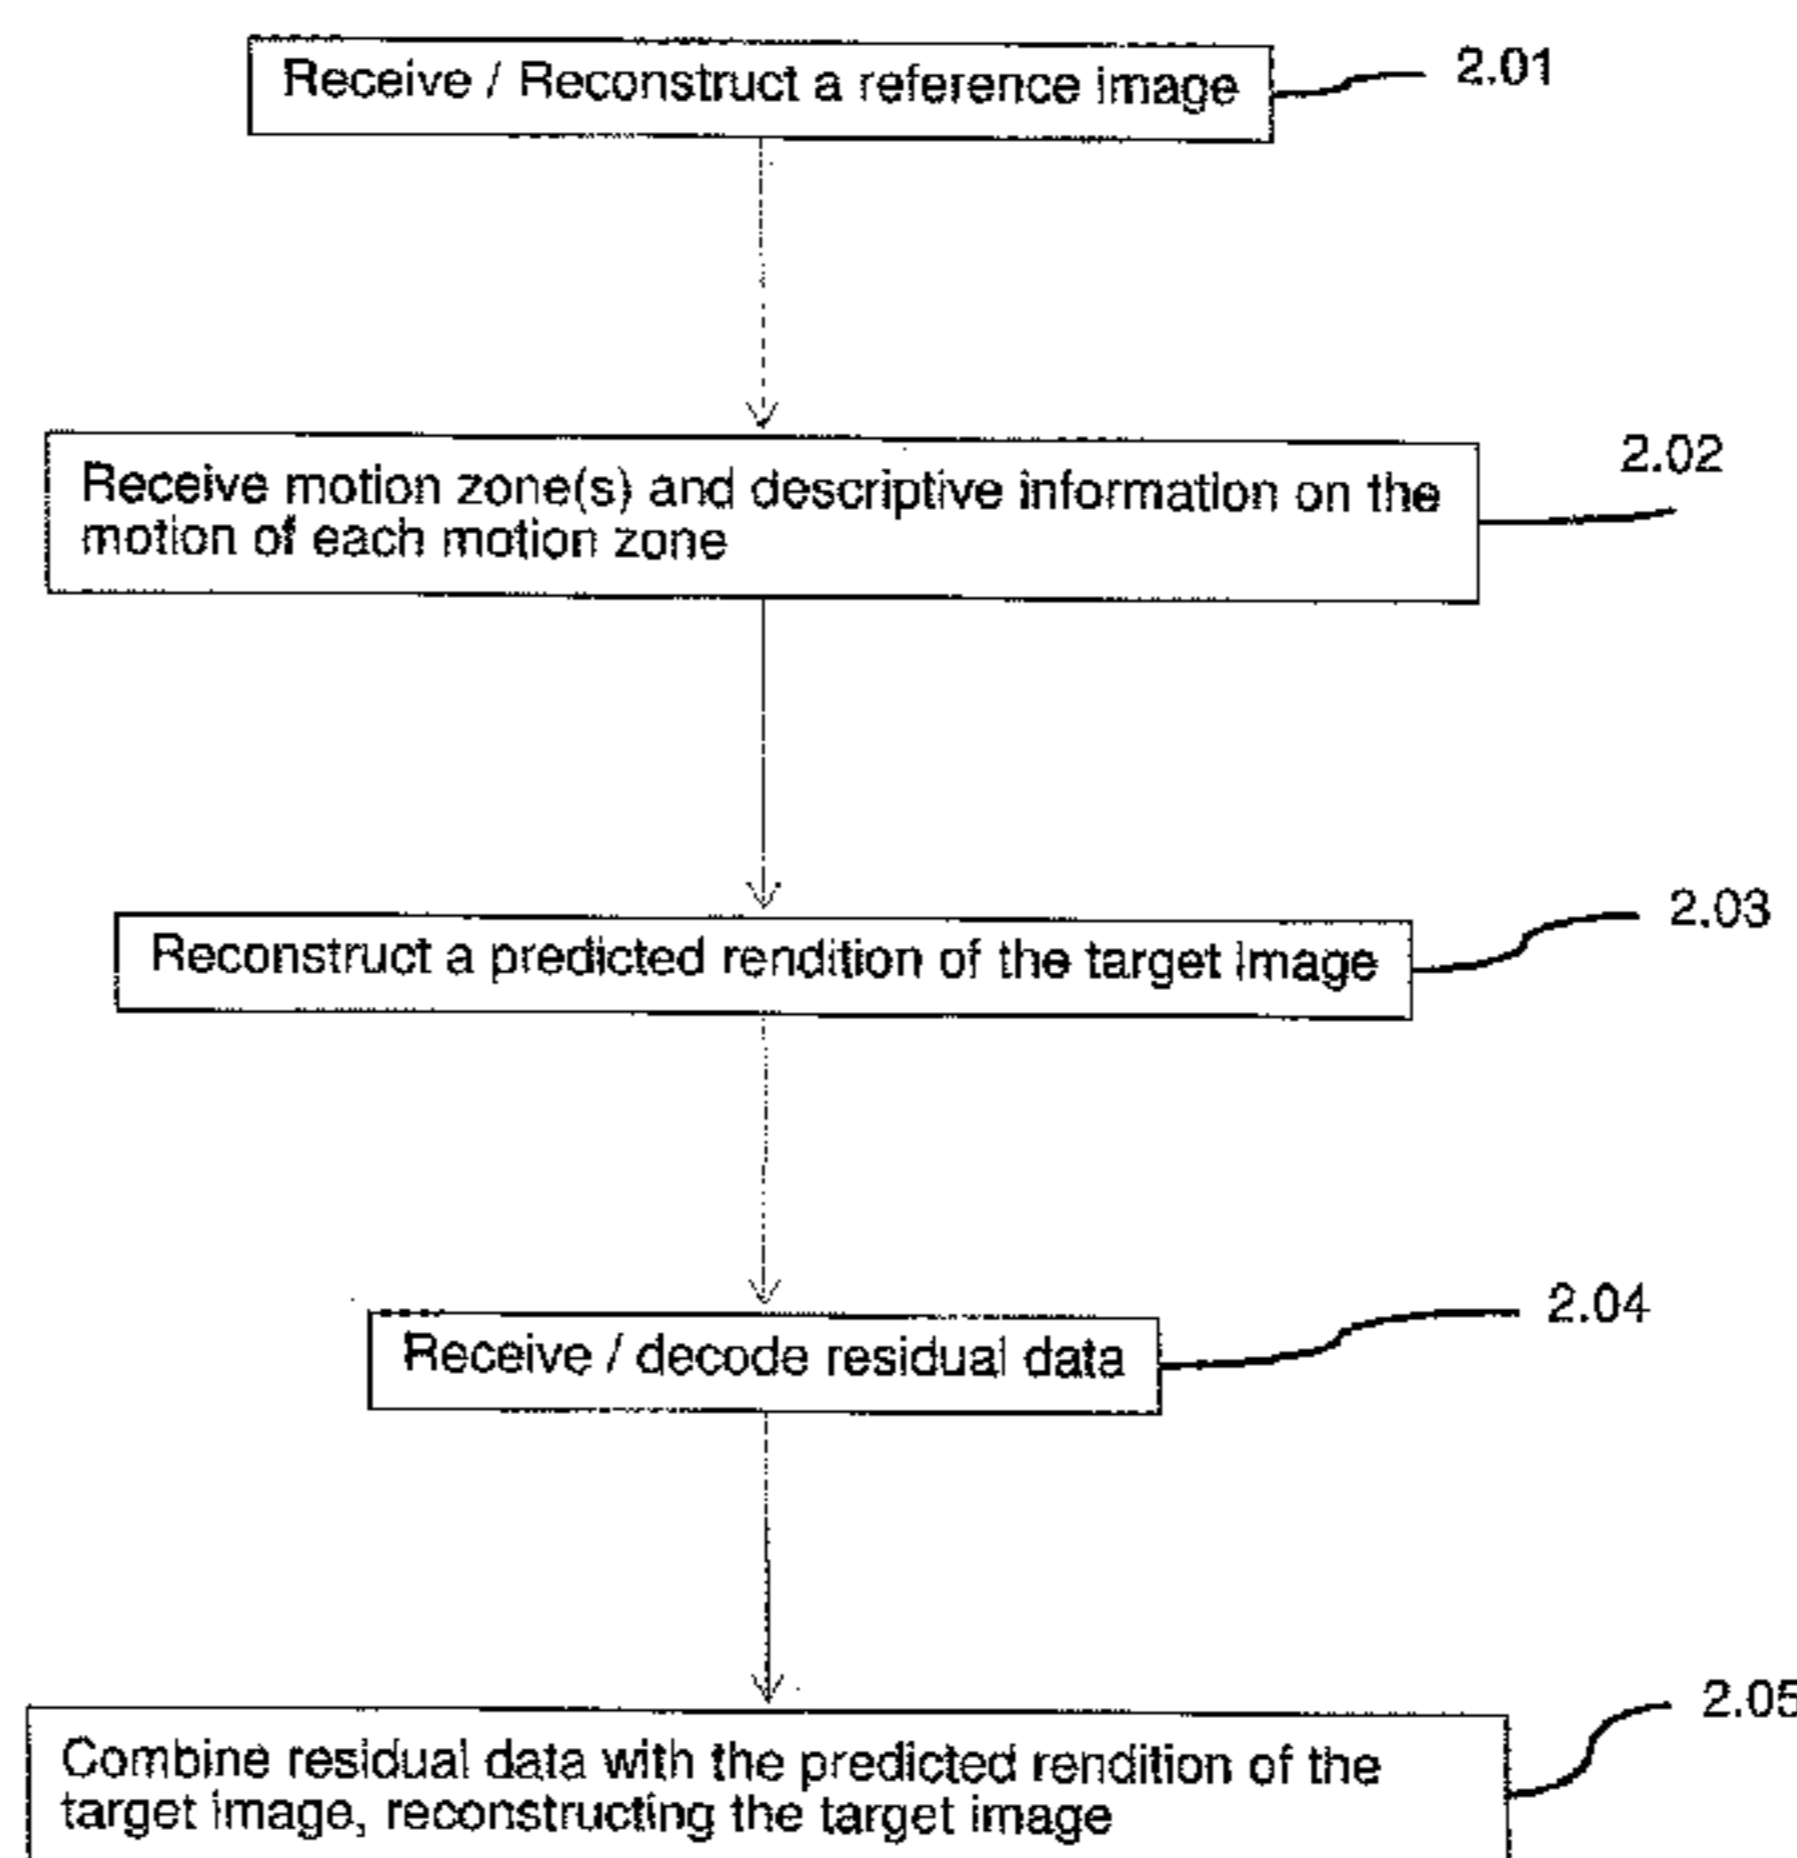 Receive / Reconstruct a reference image
2.01
Receive motion zone(s) and descriptive information on the
motion of each motion zone
2.02
Reconstruct a predicted rendition of the target image
2.03
Receive / decode residual data
2.04
Combine residual data with the predicted rendition of the
target image, reconstructing the target image
2.05